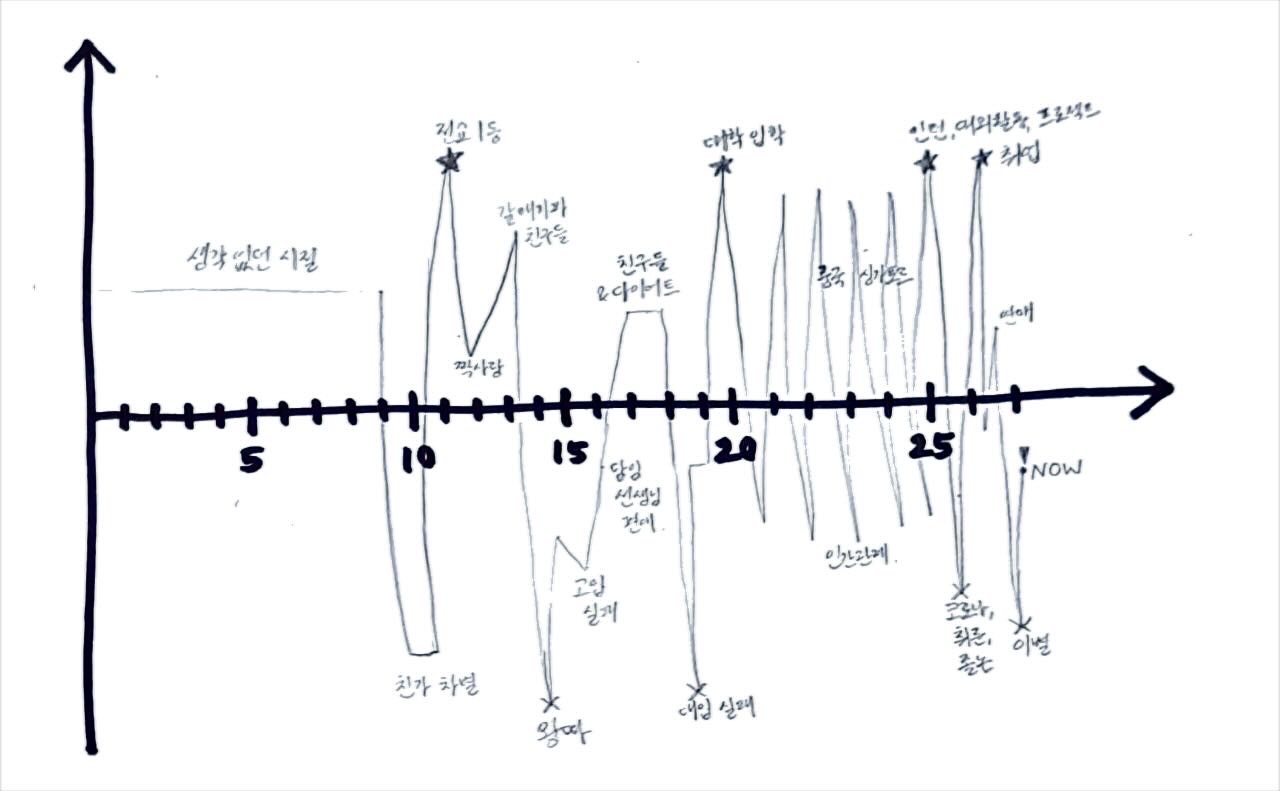 전교 1등
대학 입학
인턴, 대외활동, 프로젝트
취업
갈매기파
친구들
생각 없던 시절
친구들
&다이어트
중국 싱가포르
연애
짝사랑
5
10
15
20
25
담임
선생님
편애.
NOW
고입
실패
인간관계.
코로나,
취준,
졸논
이별
친가 차별
왕따
대입 실패